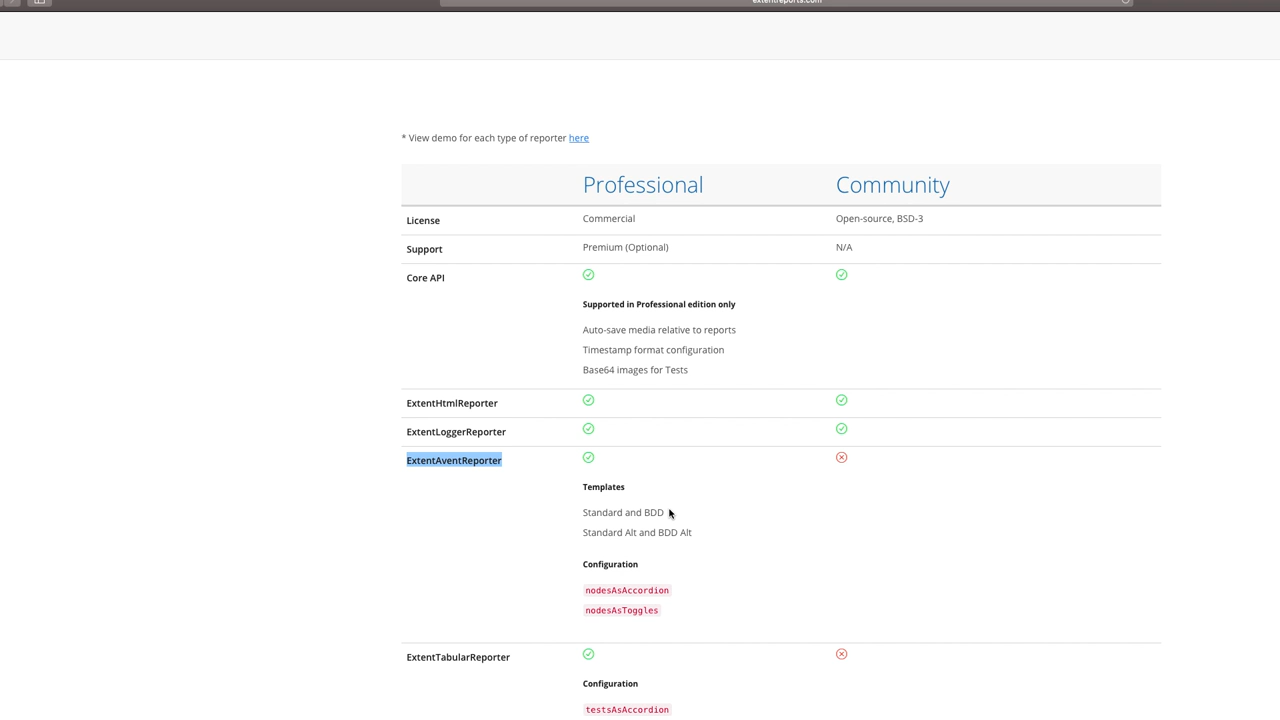 extentreports.com
* View demo for each type of reporter here
Professional Community
License Commercial Open-source, BSD-3
Support Premium (Optional) N/A
Core API
Supported in Professional edition only
Auto-save media relative to reports
Timestamp format configuration
Base64 images for Tests
ExtentHtmlReporter
ExtentLoggerReporter
ExtentAventReporter
Templates
Standard and BDD
Standard Alt and BDD Alt
Configuration
nodesAsAccordion
nodesAsToggles
ExtentTabularReporter
Configuration
testsAsAccordion